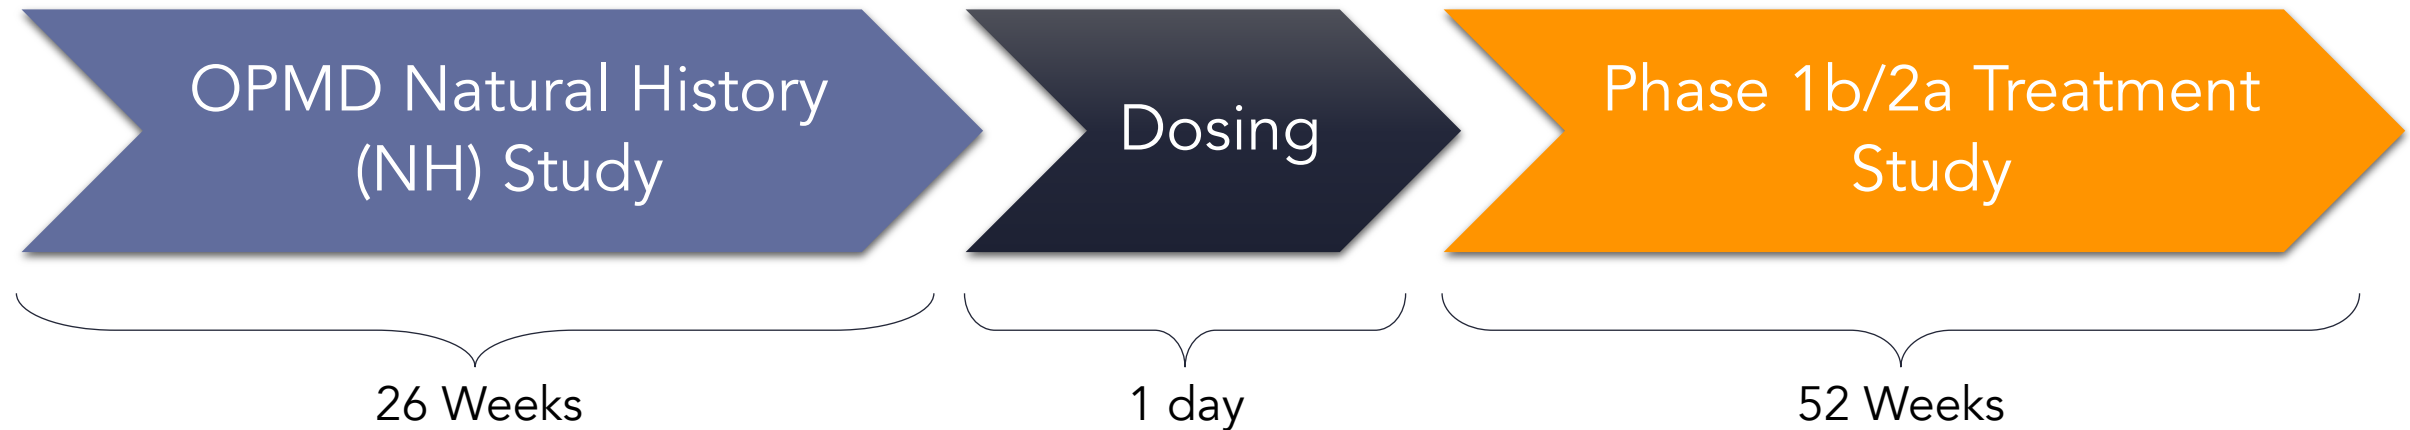 OPMD Natural History
(NH) Study
Dosing
Phase 1b/2a Treatment
Study
26 Weeks
1 day
52 Weeks